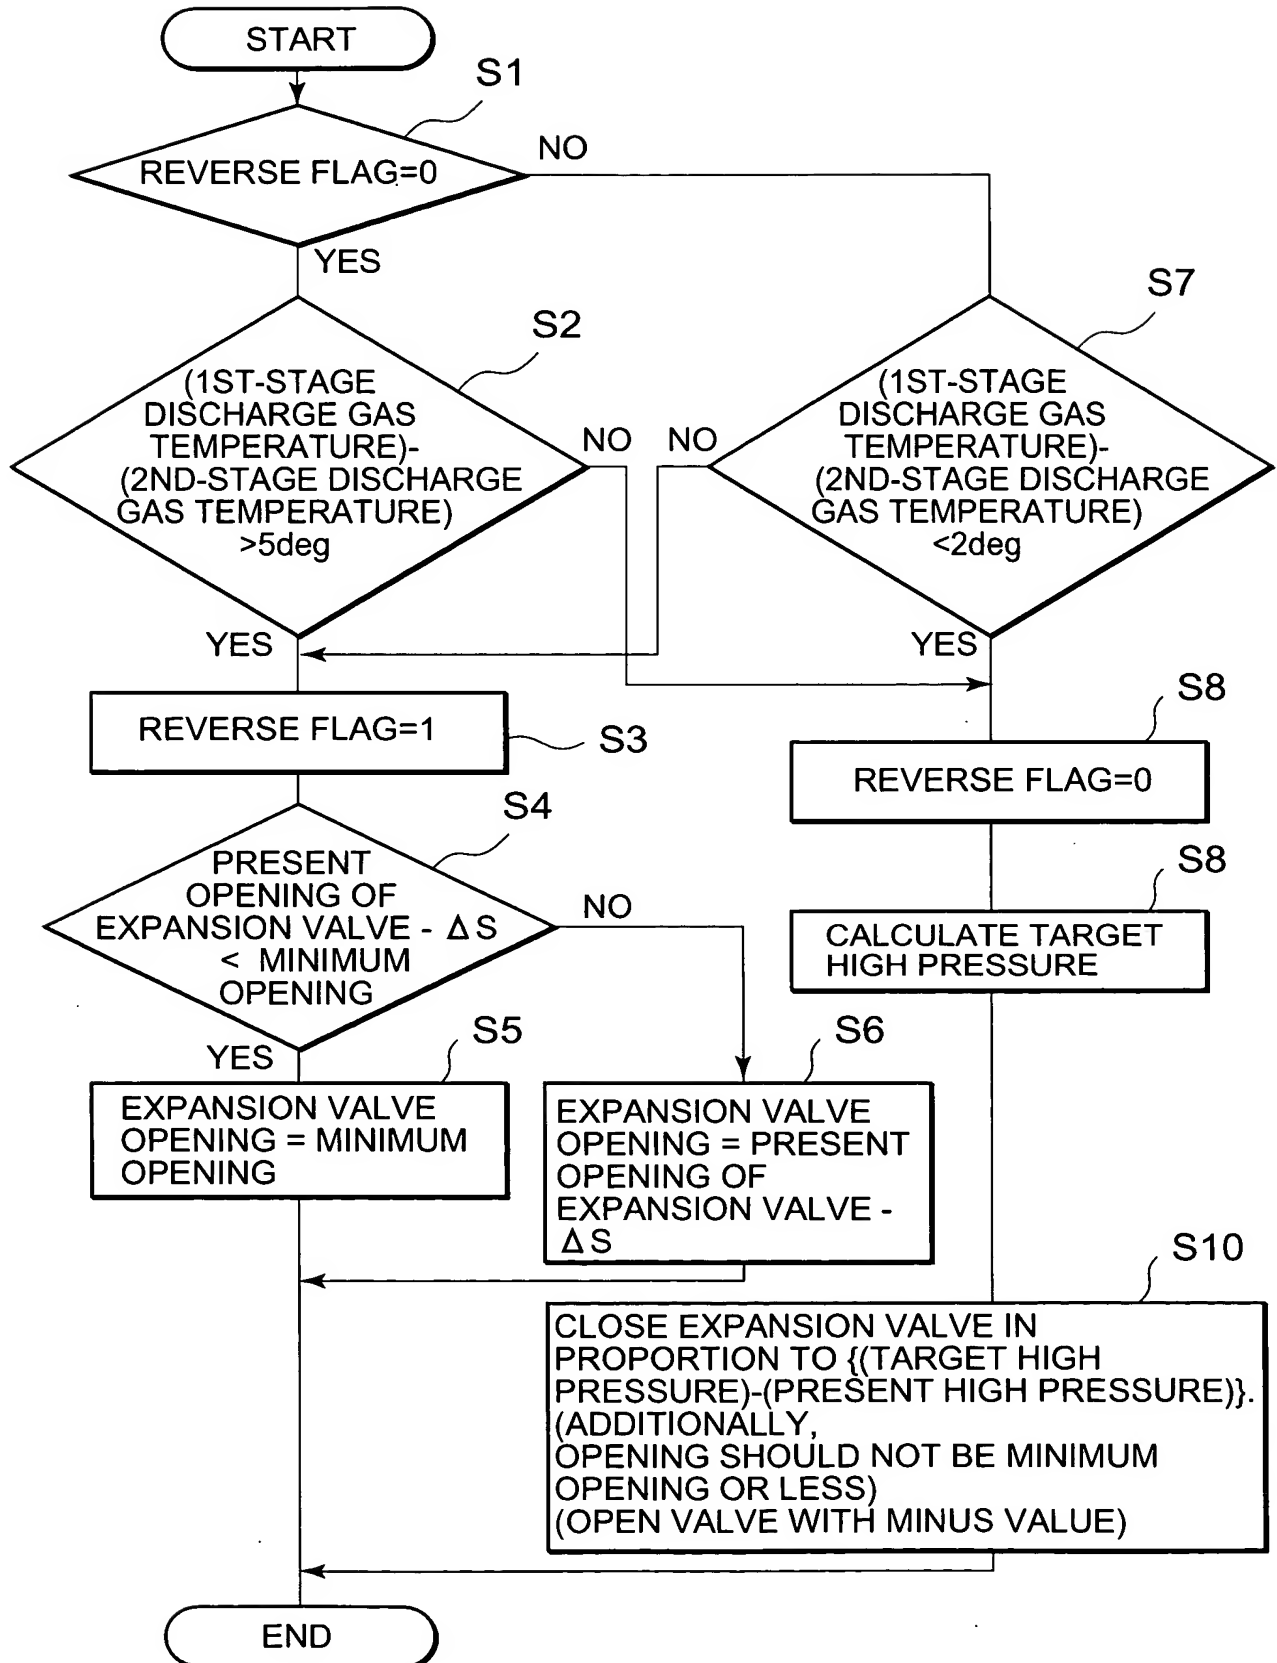 START
S1
REVERSE FLAG=0
NO
YES
S2
(1ST-STAGE
DISCHARGE GAS
TEMPERATURE)-
(2ND-STAGE DISCHARGE
GAS TEMPERATURE)
>5deg
NO
YES
S7
(1ST-STAGE
DISCHARGE GAS
TEMPERATURE)-
(2ND-STAGE DISCHARGE
GAS TEMPERATURE)
<2deg
NO
YES
REVERSE FLAG=1
S3
S8
REVERSE FLAG=0
S4
PRESENT
OPENING OF
EXPANSION VALVE - ΔS
< MINIMUM
OPENING
NO
YES
S8
CALCULATE TARGET
HIGH PRESSURE
S5
EXPANSION VALVE
OPENING = MINIMUM
OPENING
S6
EXPANSION VALVE
OPENING = PRESENT
OPENING OF
EXPANSION VALVE -
ΔS
S10
CLOSE EXPANSION VALVE IN
PROPORTION TO {(TARGET HIGH
PRESSURE)-(PRESENT HIGH PRESSURE)}.
(ADDITIONALLY,
OPENING SHOULD NOT BE MINIMUM
OPENING OR LESS)
(OPEN VALVE WITH MINUS VALUE)
END